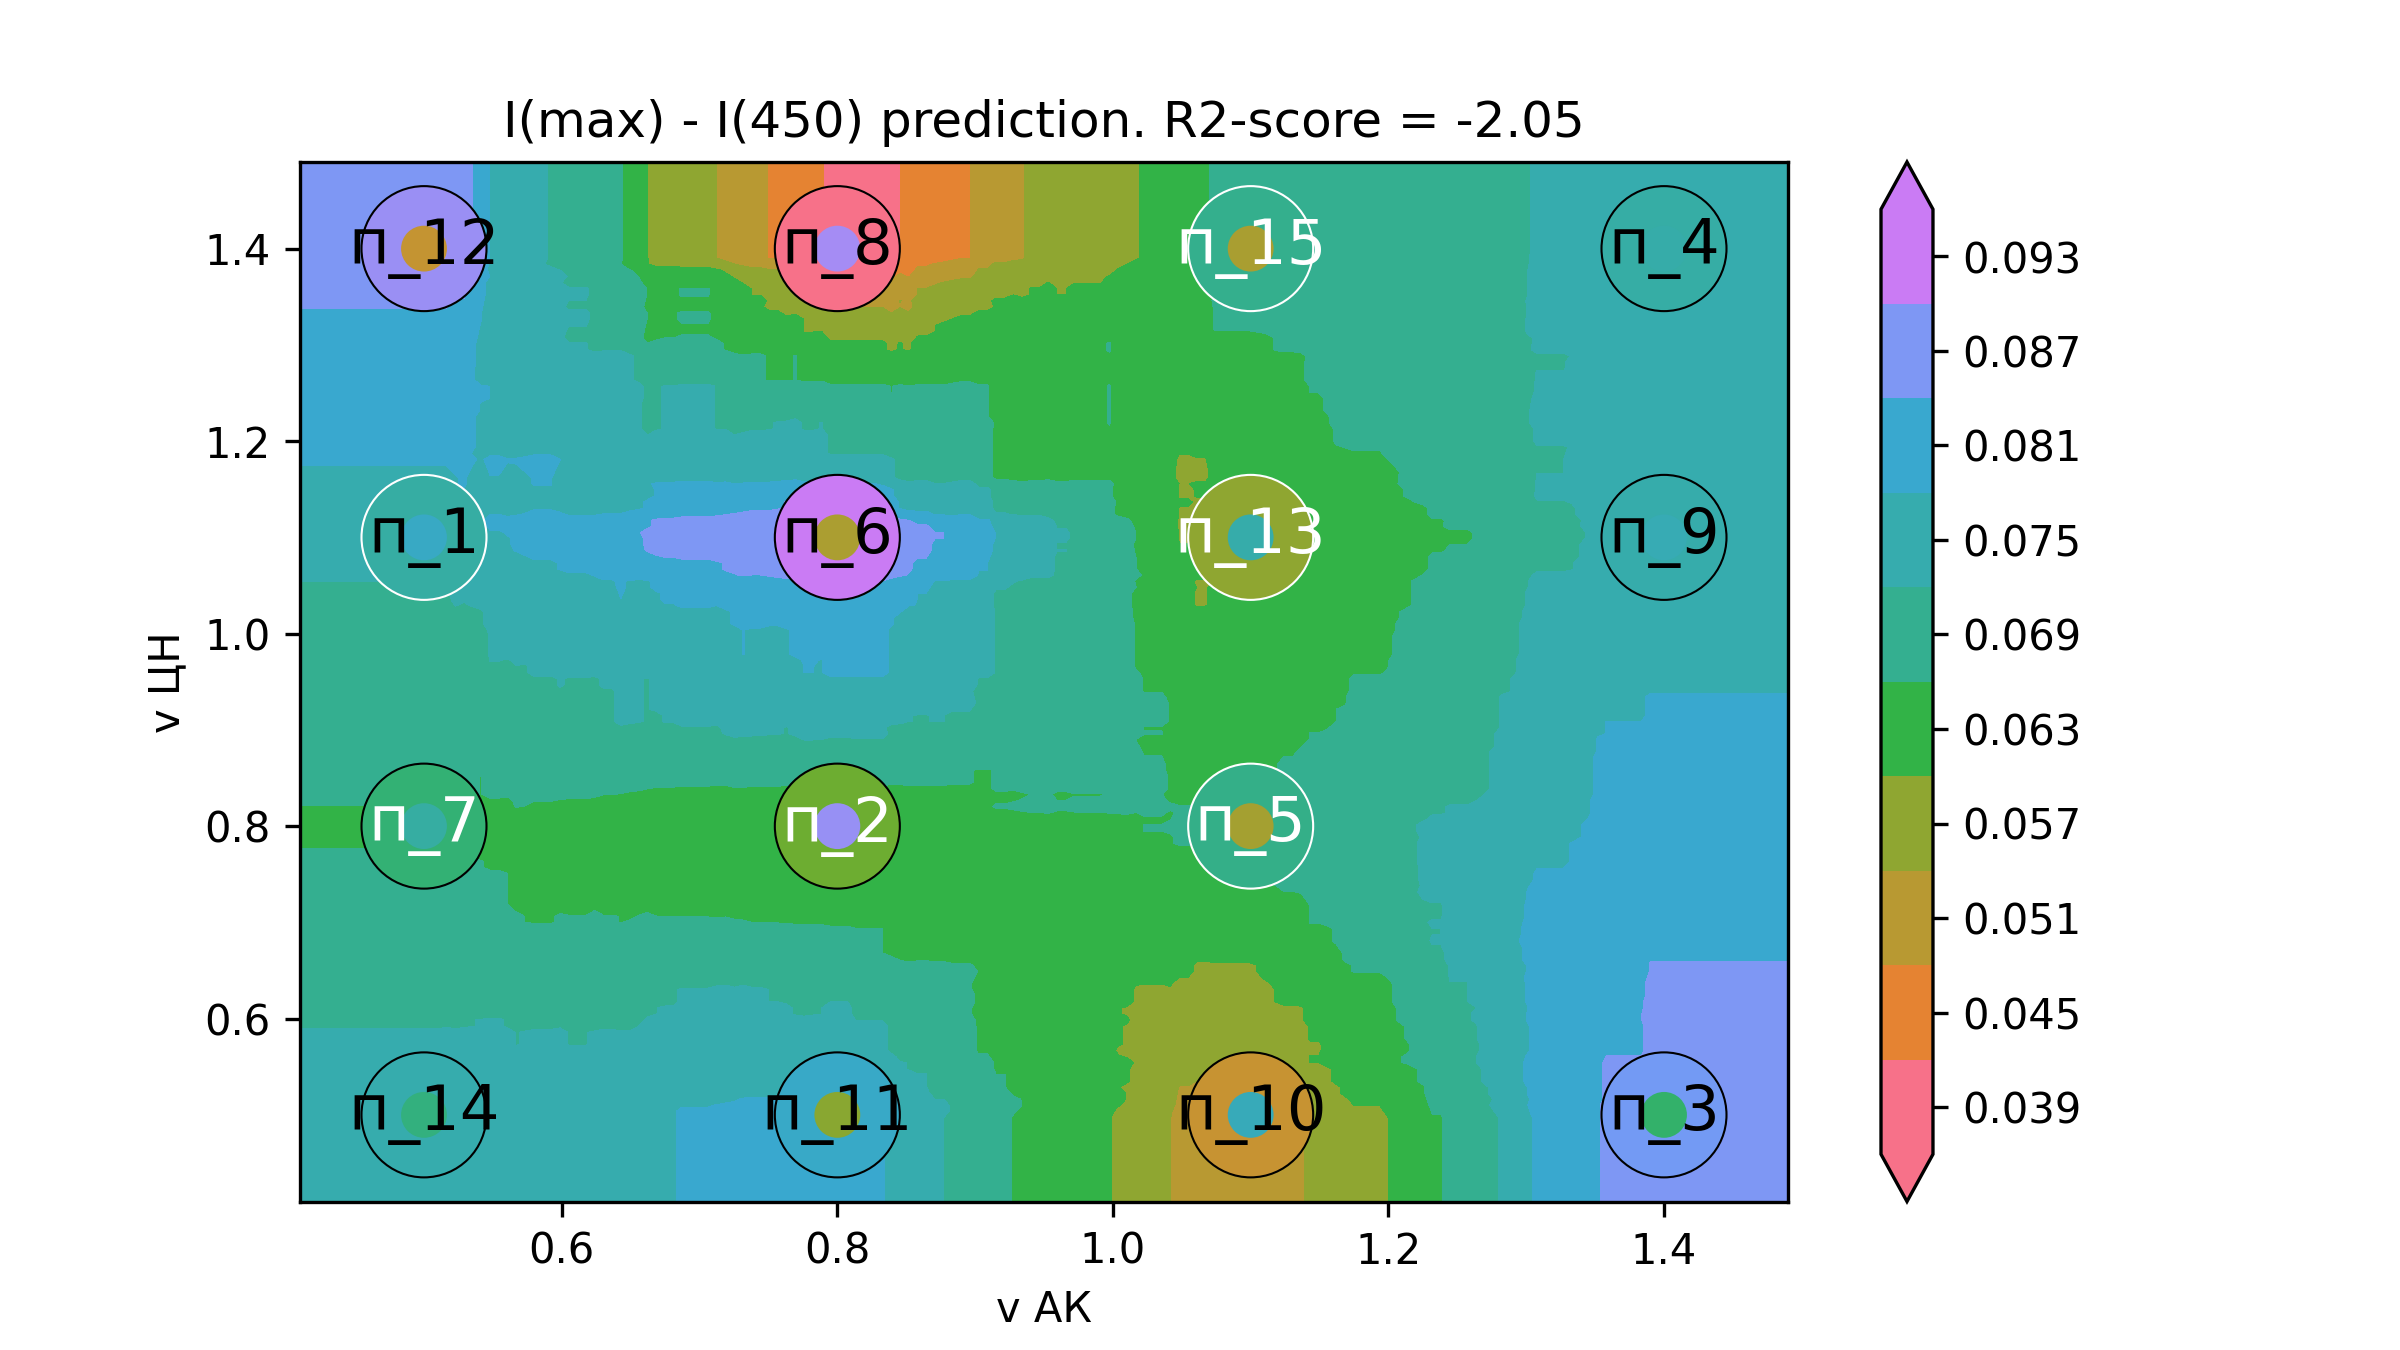 I(max) - I(450) prediction. R2-score = -2.05
п_12 п_8 п_15 п_4
п_1 п_6 п_13 п_9
п_7 п_2 п_5
п_14 п_11 п_10 п_3
1.4
1.2
1.0
0.8
0.6
v ЦН
0.6 0.8 1.0 1.2 1.4
v АК
0.093
0.087
0.081
0.075
0.069
0.063
0.057
0.051
0.045
0.039